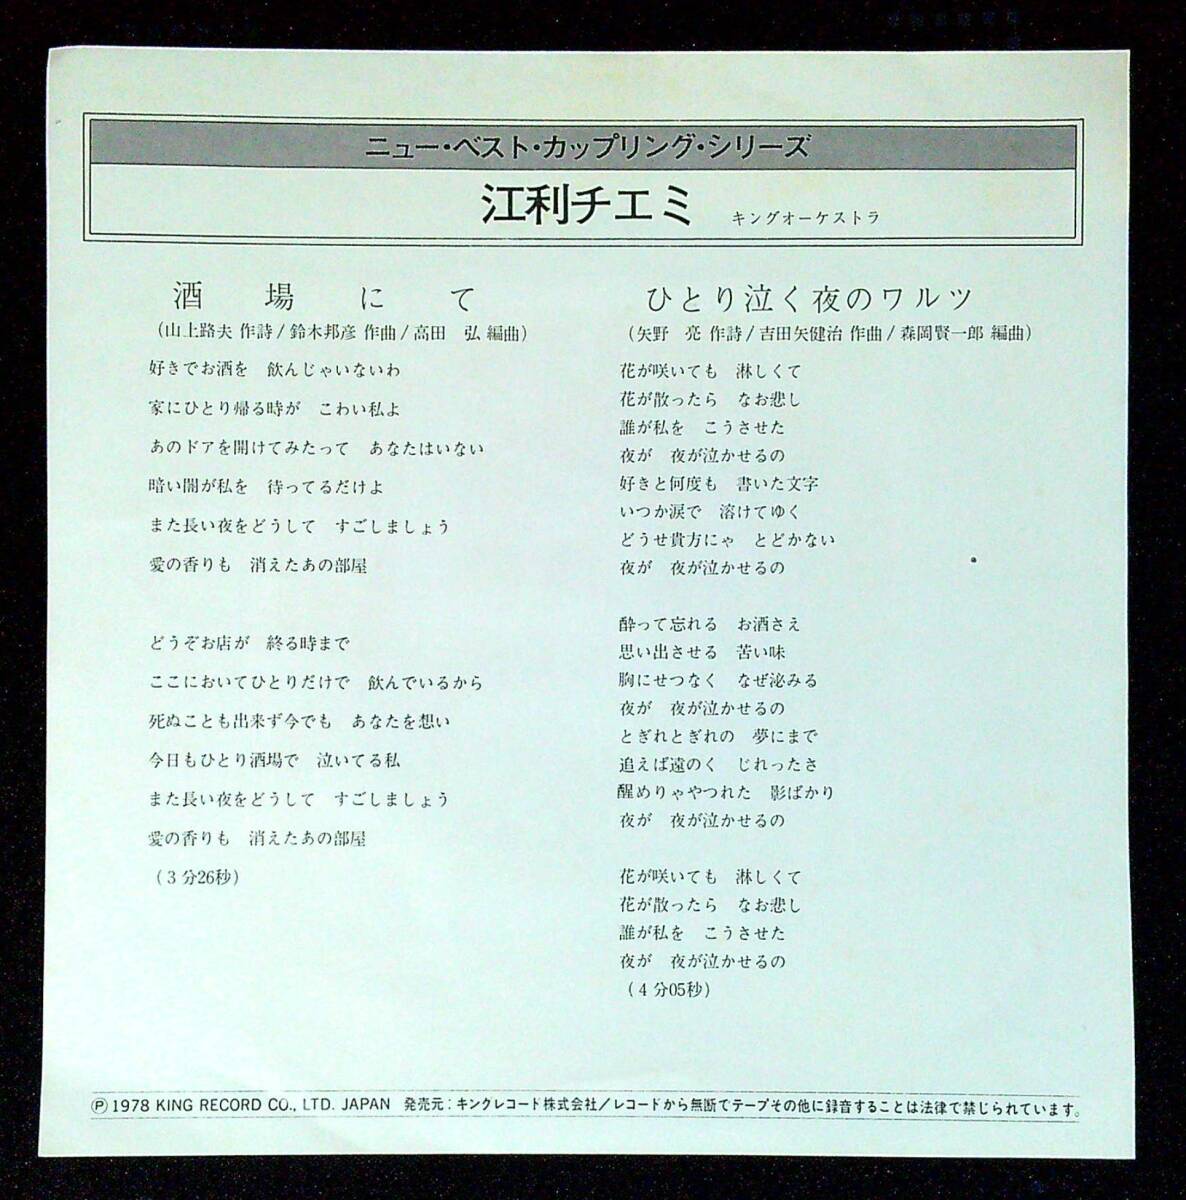 ニュー・ベスト・カップリング・シリーズ
江利チエミ キングオーケストラ
酒場にて
(山上路夫 作詩/鈴木邦彦 作曲/高田 弘 編曲)
好きでお酒を 飲んじゃいないわ
家にひとり帰る時が こわい私よ
あのドアを開けてみたって あなたはいない
暗い闇が私を 待ってるだけよ
また長い夜をどうして すごしましょう
愛の香りも 消えたあの部屋
どうぞお店が 終る時まで
ここにおいてひとりだけで 飲んでいるから
死ぬことも出来ず今でも あなたを想い
今日もひとり酒場で 泣いてる私
また長い夜をどうして すごしましょう
愛の香りも 消えたあの部屋
(3分26秒)
ひとり泣く夜のワルツ
(矢野 亮 作詩/吉田矢健治 作曲/森岡賢一郎 編曲)
花が咲いても 淋しくて
花が散ったら なお悲し
誰が私を こうさせた
夜が 夜が泣かせるの
好きと何度も 書いた文字
いつか涙で 溶けてゆく
どうせ貴方にゃ とどかない
夜が 夜が泣かせるの
酔って忘れる お酒さえ
思い出させる 苦い味
胸にせつなく なぜ泌みる
夜が 夜が泣かせるの
とぎれとぎれの 夢にまで
追えば遠のく じれったさ
醒めりゃやつれた 影ばかり
夜が 夜が泣かせるの
花が咲いても 淋しくて
花が散ったら なお悲し
誰が私を こうさせた
夜が 夜が泣かせるの
(4分05秒)
Ⓟ1978 KING RECORD CO., LTD. JAPAN 発売元:キングレコード株式会社/レコードから無断でテープその他に録音することは法律で禁じられています。